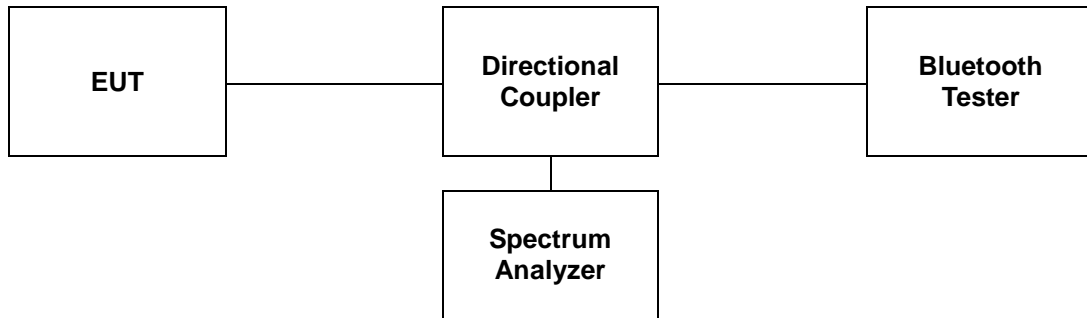 EUT
Directional
Coupler
Bluetooth
Tester
Spectrum
Analyzer